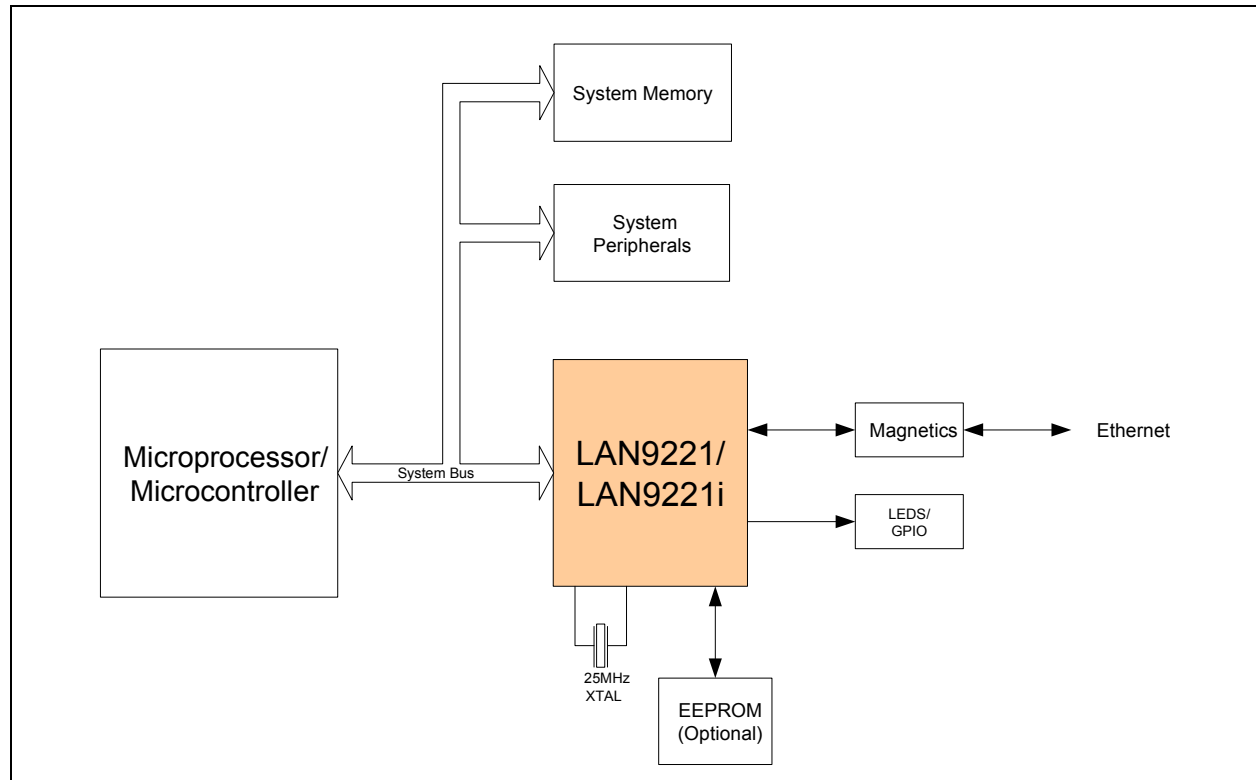 System Memory
System
Peripherals
Microprocessor/
Microcontroller
System Bus
LAN9221/
LAN9221i
Magnetics
Ethernet
LEDS/
GPIO
25MHz
XTAL
EEPROM
(Optional)